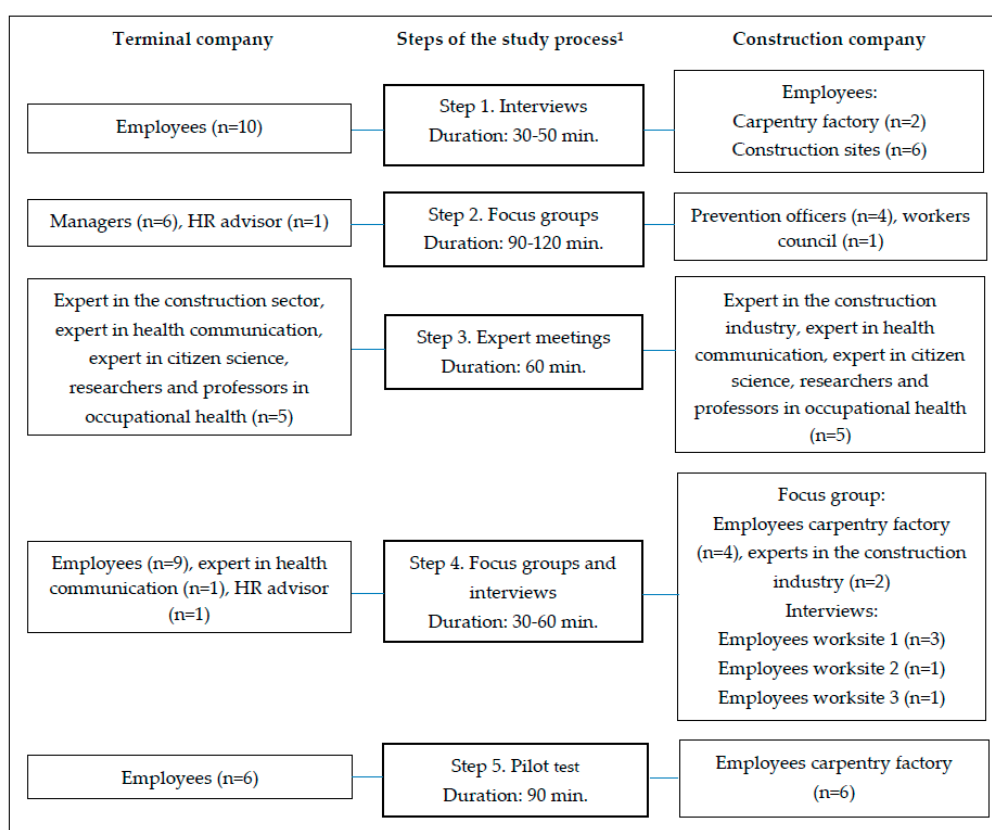 Terminal company
Steps of the study process¹
Construction company
Employees (n=10)
Step 1. Interviews
Duration: 30-50 min.
Employees:
Carpentry factory (n=2)
Construction sites (n=6)
Managers (n=6), HR advisor (n=1)
Step 2. Focus groups
Duration: 90-120 min.
Prevention officers (n=4), workers
council (n=1)
Expert in the construction sector,
expert in health communication,
expert in citizen science,
researchers and professors in
occupational health (n=5)
Step 3. Expert meetings
Duration: 60 min.
Expert in the construction
industry, expert in health
communication, expert in citizen
science, researchers and
professors in occupational health
(n=5)
Employees (n=9), expert in health
communication (n=1), HR advisor
(n=1)
Step 4. Focus groups and
interviews
Duration: 30-60 min.
Focus group:
Employees carpentry factory
(n=4), experts in the construction
industry (n=2)
Interviews:
Employees worksite 1 (n=3)
Employees worksite 2 (n=1)
Employees worksite 3 (n=1)
Employees (n=6)
Step 5. Pilot test
Duration: 90 min.
Employees carpentry factory
(n=6)